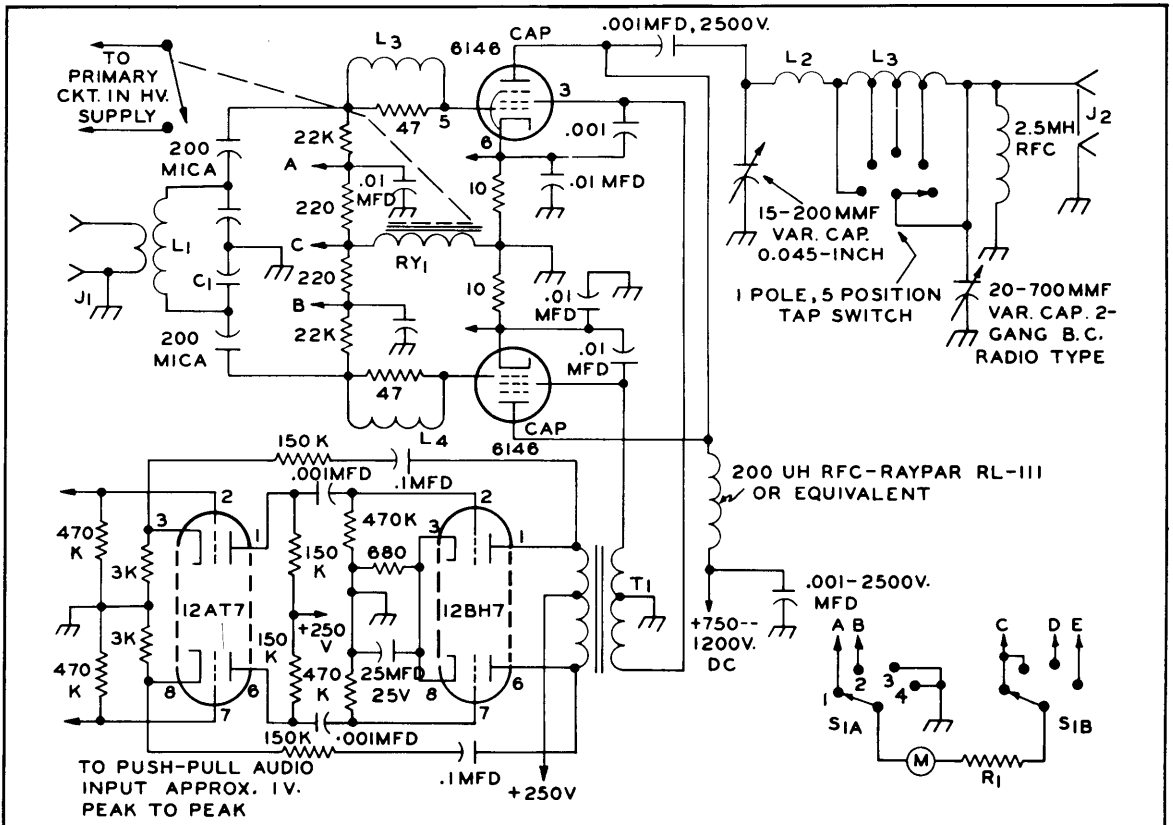 TO
PRIMARY
CKT. IN HV.
SUPPLY
L3
6146
CAP
.001MFD, 2500V.
3
47
5
.001
6
22K
200
MICA
A
.01
MFD
10
.01 MFD
220
L1
C
C1
RY1
J1
220
10
.01
MFD
B
22K
200
MICA
.01
MFD
47
L4
CAP
6146
L2
L3
J2
2.5MH
RFC
15-200MMF
VAR. CAP.
0.045-INCH
1 POLE, 5 POSITION
TAP SWITCH
20-700MMF
VAR. CAP. 2-
GANG B.C.
RADIO TYPE
150 K
.001MFD
.1MFD
2
3
1
470
K
3K
12AT7
3K
470
K
8
6
7
150
K
+250
V
150
K
470K
680
25MFD
25V
470
K
2
3
1
12BH7
8
6
7
150K
.001MFD
.1MFD
T1
+250V
TO PUSH-PULL AUDIO
INPUT APPROX. 1V.
PEAK TO PEAK
200 UH RFC-RAYPAR RL-111
OR EQUIVALENT
+750--
1200V.
DC
.001-2500V.
MFD
A
B
1
2
3
4
S1A
C
D
E
S1B
M
R1